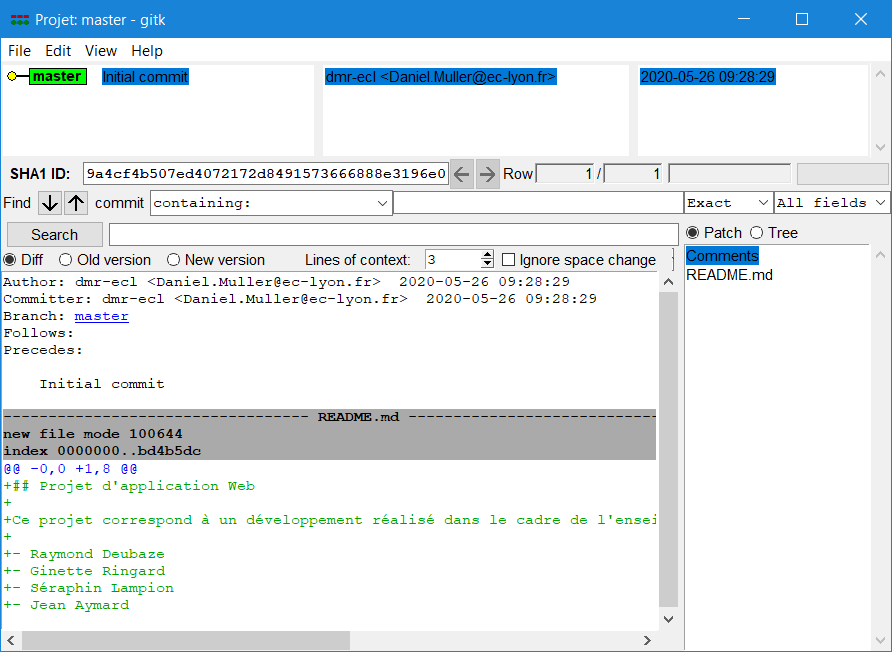 Projet: master - gitk
File Edit View Help
master Initial commit dmr-ecl <Daniel.Muller@ec-lyon.fr> 2020-05-26 09:28:29
SHA1 ID: 9a4cf4b507ed4072172d8491573666888e3196e0 Row 1 / 1
Find commit containing: Exact All fields
Search
Patch Tree
Diff Old version New version Lines of context: 3 Ignore space change
Comments
README.md
Author: dmr-ecl <Daniel.Muller@ec-lyon.fr> 2020-05-26 09:28:29
Committer: dmr-ecl <Daniel.Muller@ec-lyon.fr> 2020-05-26 09:28:29
Branch: master
Follows:
Precedes:
Initial commit
---------------------------------- README.md ---------------------------
new file mode 100644
index 0000000..bd4b5dc
@@ -0,0 +1,8 @@
+## Projet d'application Web
+
+Ce projet correspond à un développement réalisé dans le cadre de l'ensei
+
+- Raymond Deubaze
+- Ginette Ringard
+- Séraphin Lampion
+- Jean Aymard